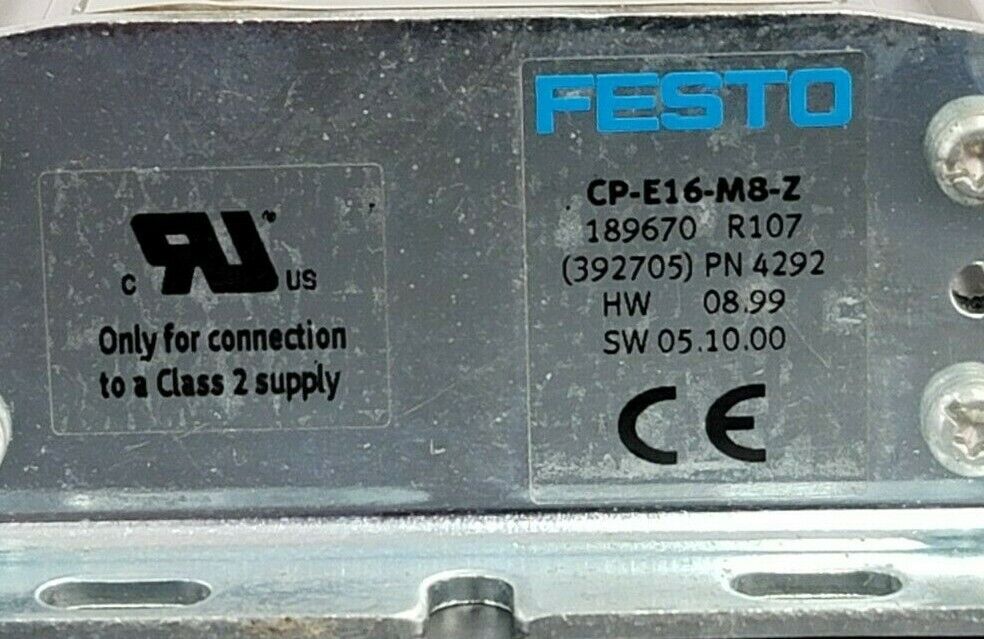 FESTO
CP-E16-M8-Z
189670 R107
(392705) PN 4292
HW 08.99
SW 05.10.00
CE
c RU US
Only for connection
to a Class 2 supply